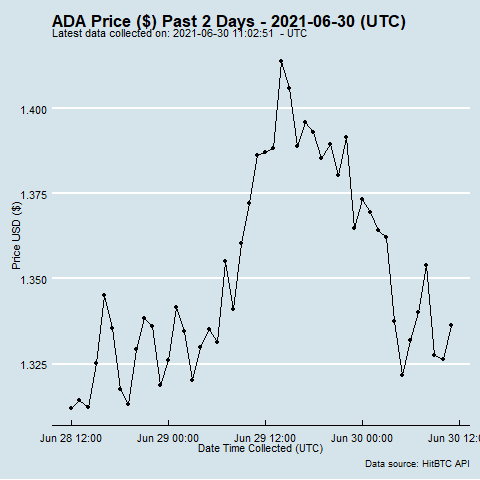 ADA Price ($) Past 2 Days - 2021-06-30 (UTC)
Latest data collected on: 2021-06-30 11:02:51 - UTC
1.400
1.375
1.350
1.325
Price USD ($)
Jun 28 12:00 Jun 29 00:00 Jun 29 12:00 Jun 30 00:00 Jun 30 12:
Date Time Collected (UTC)
Data source: HitBTC API